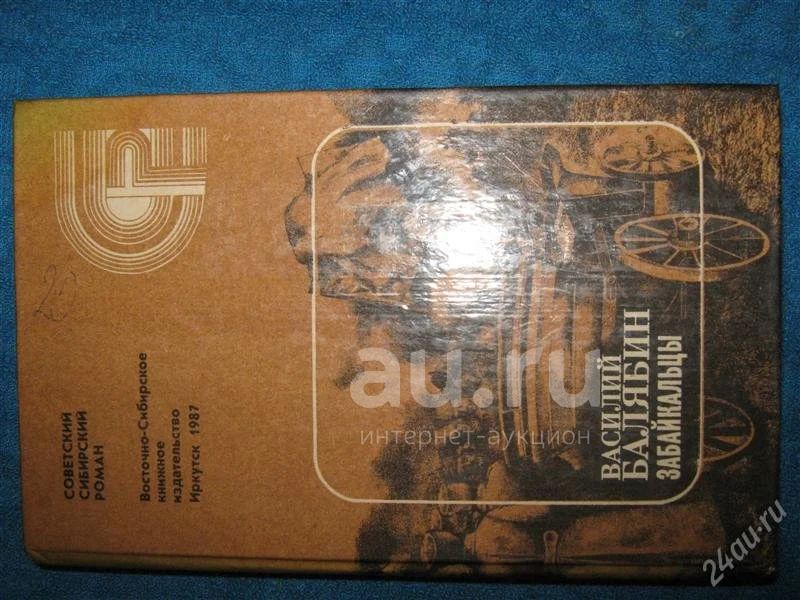 СОВЕТСКИЙ
СИБИРСКИЙ
РОМАН
Восточно-Сибирское
книжное
издательство
Иркутск 1987
ВАСИЛИЙ
БАЛЯБИН
ЗАБАЙКАЛЬЦЫ
au.ru
интернет-аукцион
24au.ru